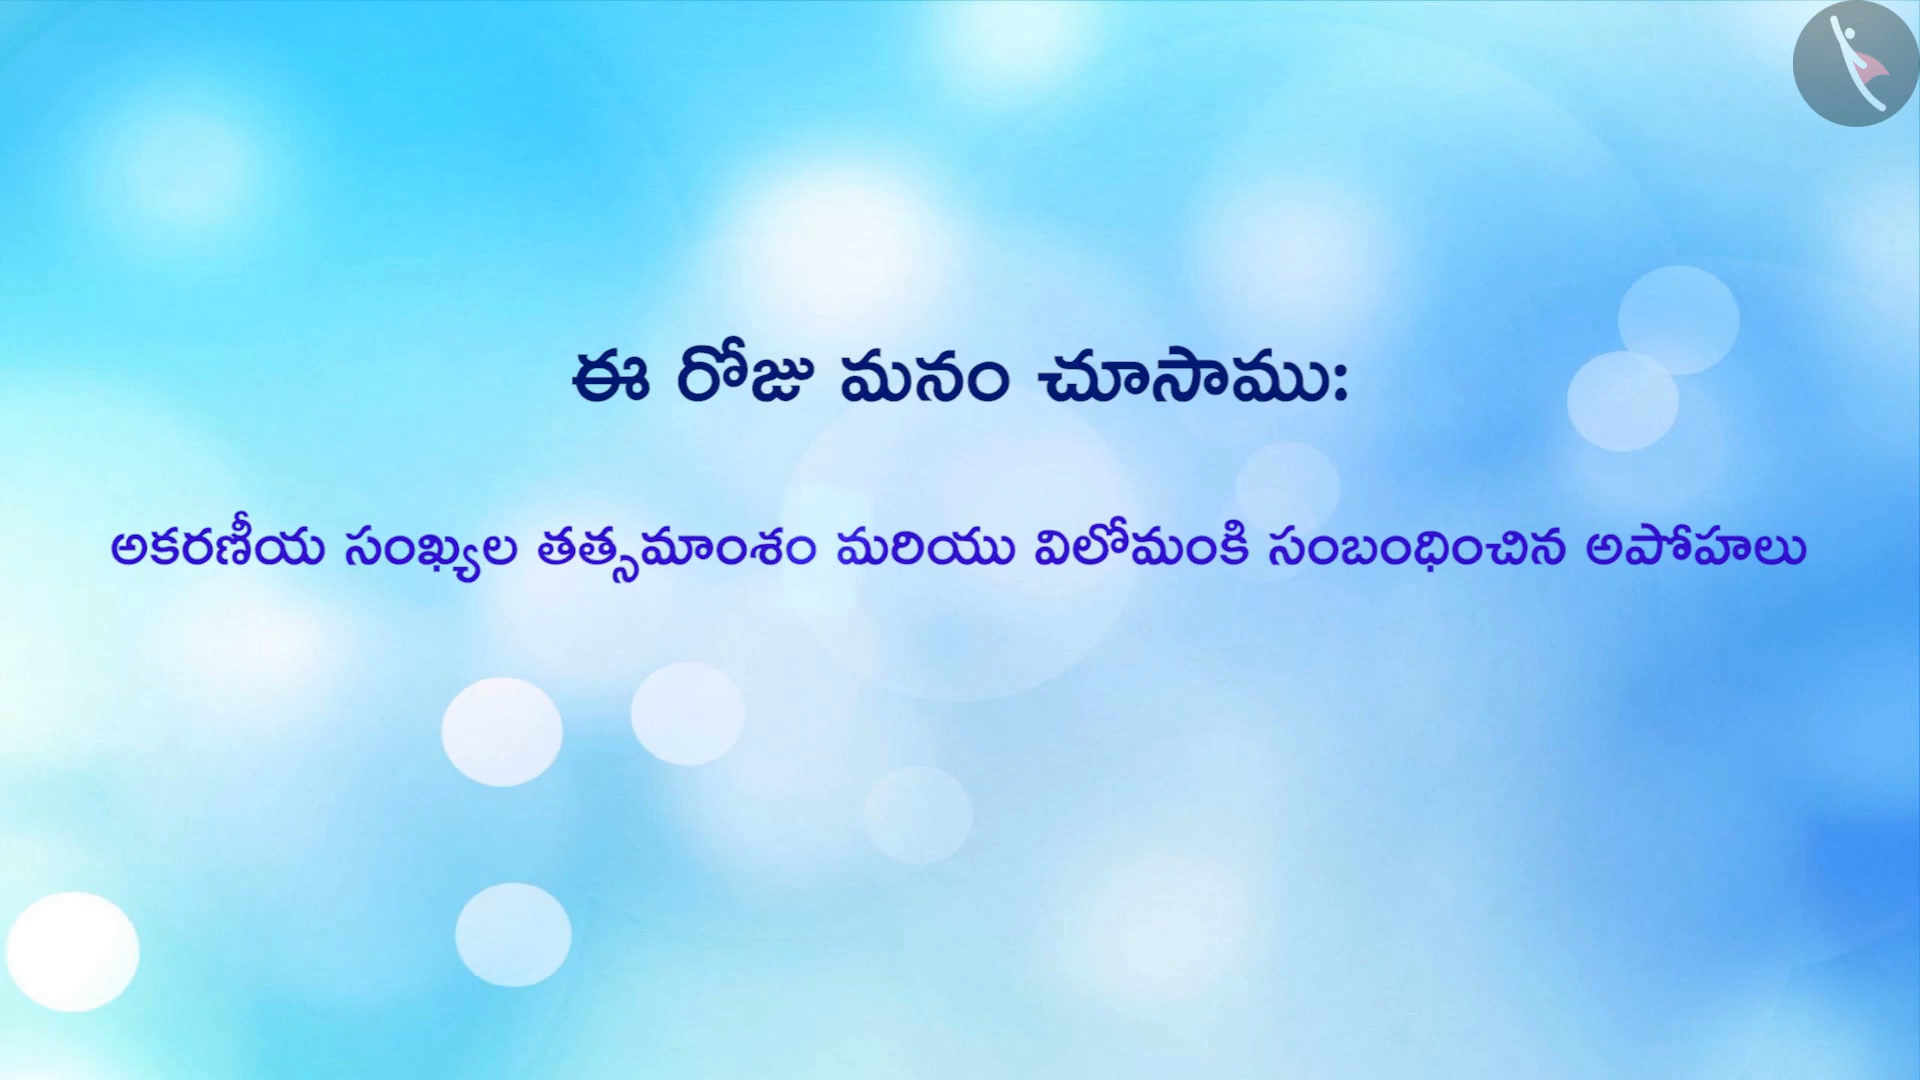 ఈ రోజు మనం చూసాము:
అకరణీయ సంఖ్యల తత్సమాంశం మరియు విలోమంకి సంబంధించిన అపోహలు